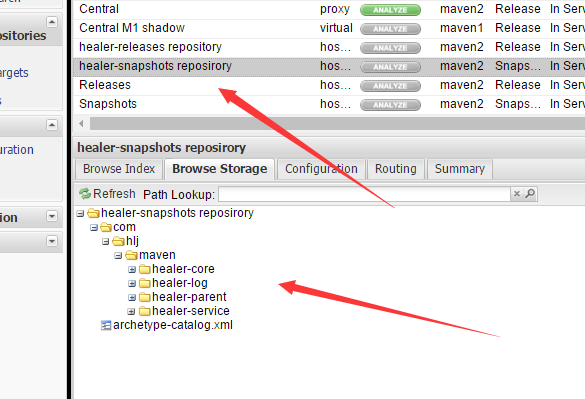 Central proxy ANALYZE maven2 Release In Serv
Central M1 shadow virtual ANALYZE maven1 Release In Serv
ositories
healer-releases repository hos... ANALYZE maven2 Release In Serv
healer-snapshots reposirory hos... ANALYZE maven2 Snaps... In Serv
argets
Releases hos... ANALYZE maven2 Release In Serv
s
Snapshots hos... ANALYZE maven2 Snaps... In Serv
uration
healer-snapshots reposirory
Browse Index Browse Storage Configuration Routing Summary
Refresh Path Lookup:
ion
healer-snapshots reposirory
com
hlj
maven
healer-core
healer-log
healer-parent
healer-service
archetype-catalog.xml